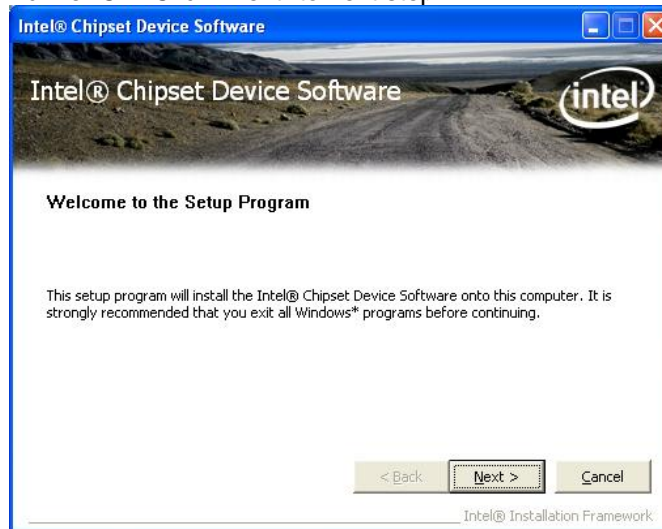 Intel® Chipset Device Software
Intel® Chipset Device Software
intel
Welcome to the Setup Program
This setup program will install the Intel® Chipset Device Software onto this computer. It is
strongly recommended that you exit all Windows* programs before continuing.
< Back
Next >
Cancel
Intel® Installation Framework